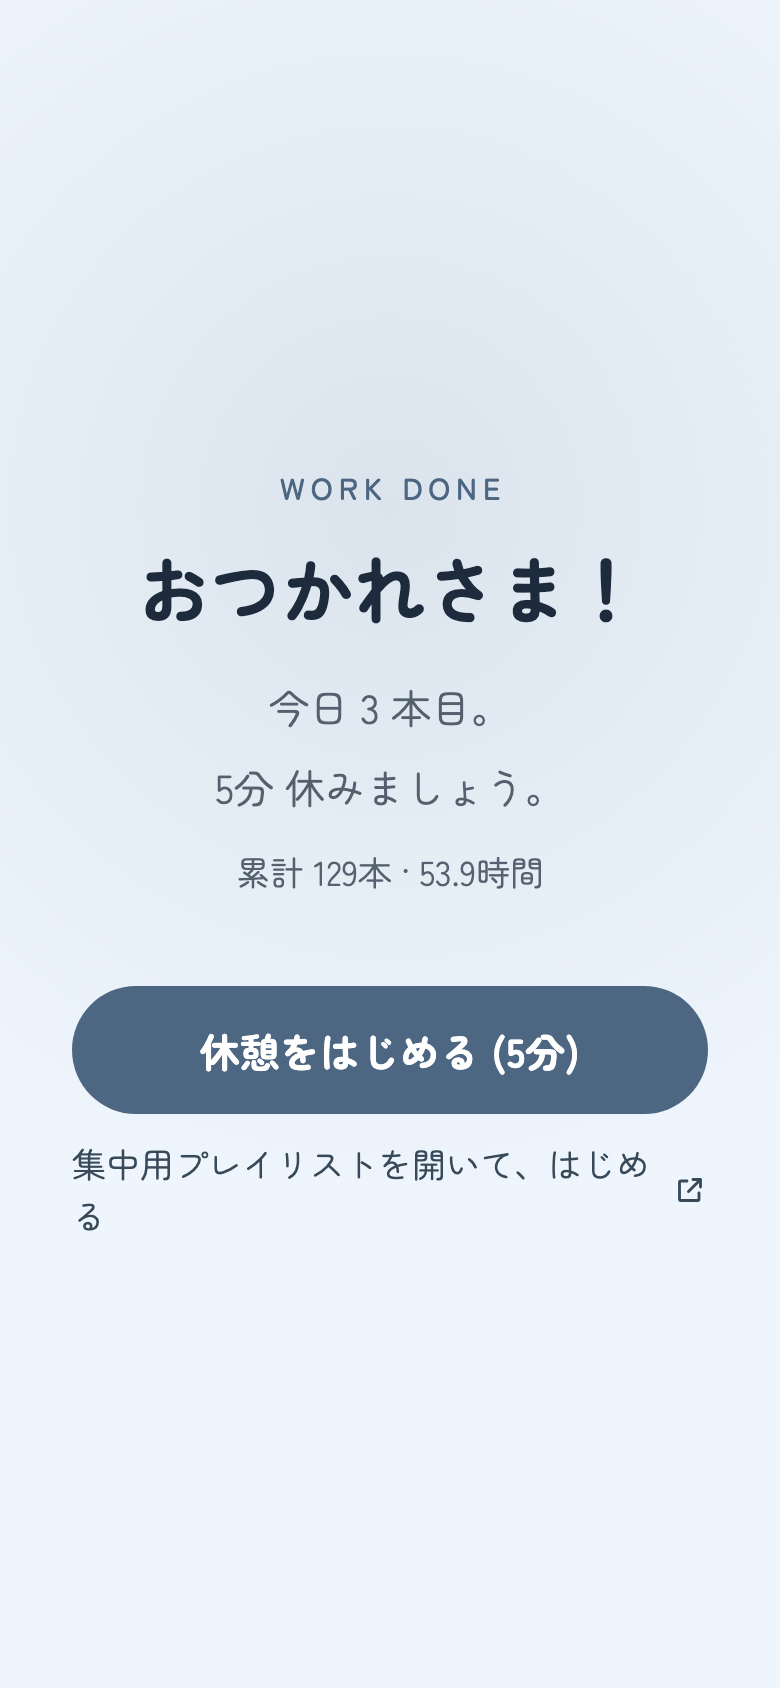 WORK DONE
おつかれさま！
今日 3 本目。
5分 休みましょう。
累計 129本 · 53.9時間
休憩をはじめる (5分)
集中用プレイリストを開いて、はじめ
る